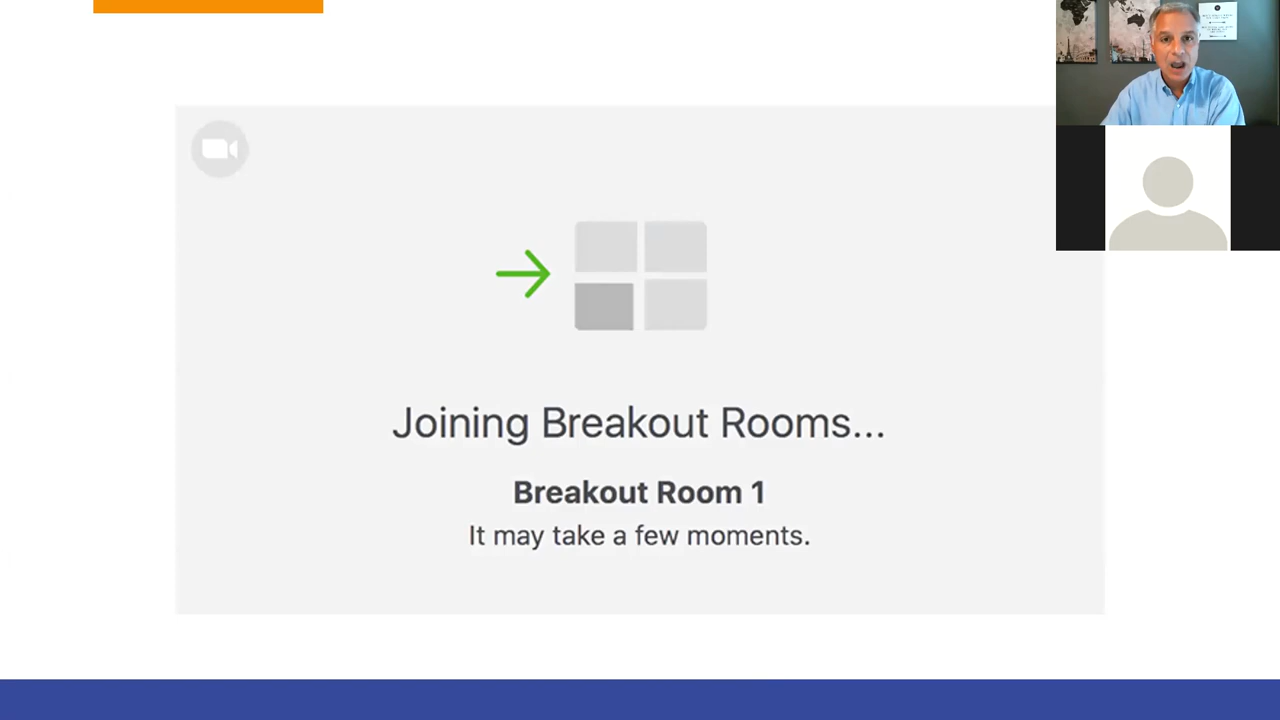 Joining Breakout Rooms...
Breakout Room 1
It may take a few moments.